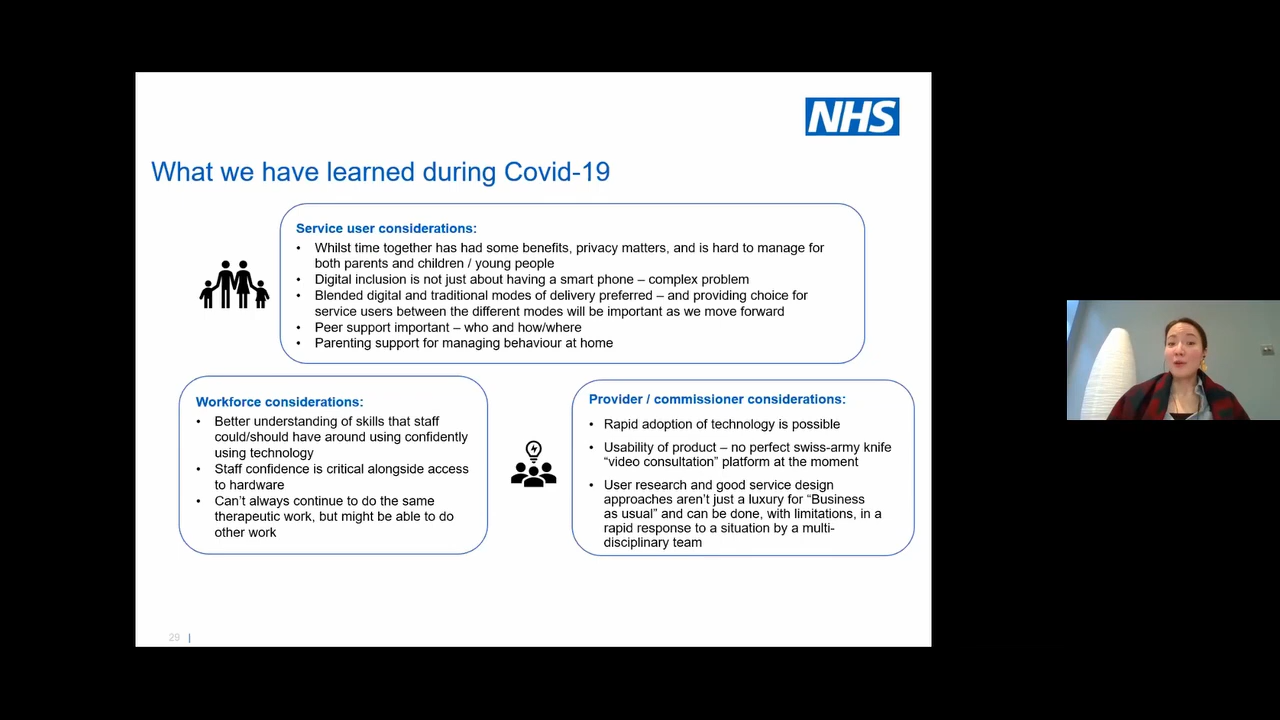 NHS
What we have learned during Covid-19
Service user considerations:
• Whilst time together has had some benefits, privacy matters, and is hard to manage for
both parents and children / young people
• Digital inclusion is not just about having a smart phone – complex problem
• Blended digital and traditional modes of delivery preferred – and providing choice for
service users between the different modes will be important as we move forward
• Peer support important – who and how/where
• Parenting support for managing behaviour at home
Workforce considerations:
• Better understanding of skills that staff
could/should have around using confidently
using technology
• Staff confidence is critical alongside access
to hardware
• Can’t always continue to do the same
therapeutic work, but might be able to do
other work
Provider / commissioner considerations:
• Rapid adoption of technology is possible
• Usability of product – no perfect swiss-army knife
“video consultation” platform at the moment
• User research and good service design
approaches aren’t just a luxury for “Business
as usual” and can be done, with limitations, in a
rapid response to a situation by a multi-
disciplinary team
29 |